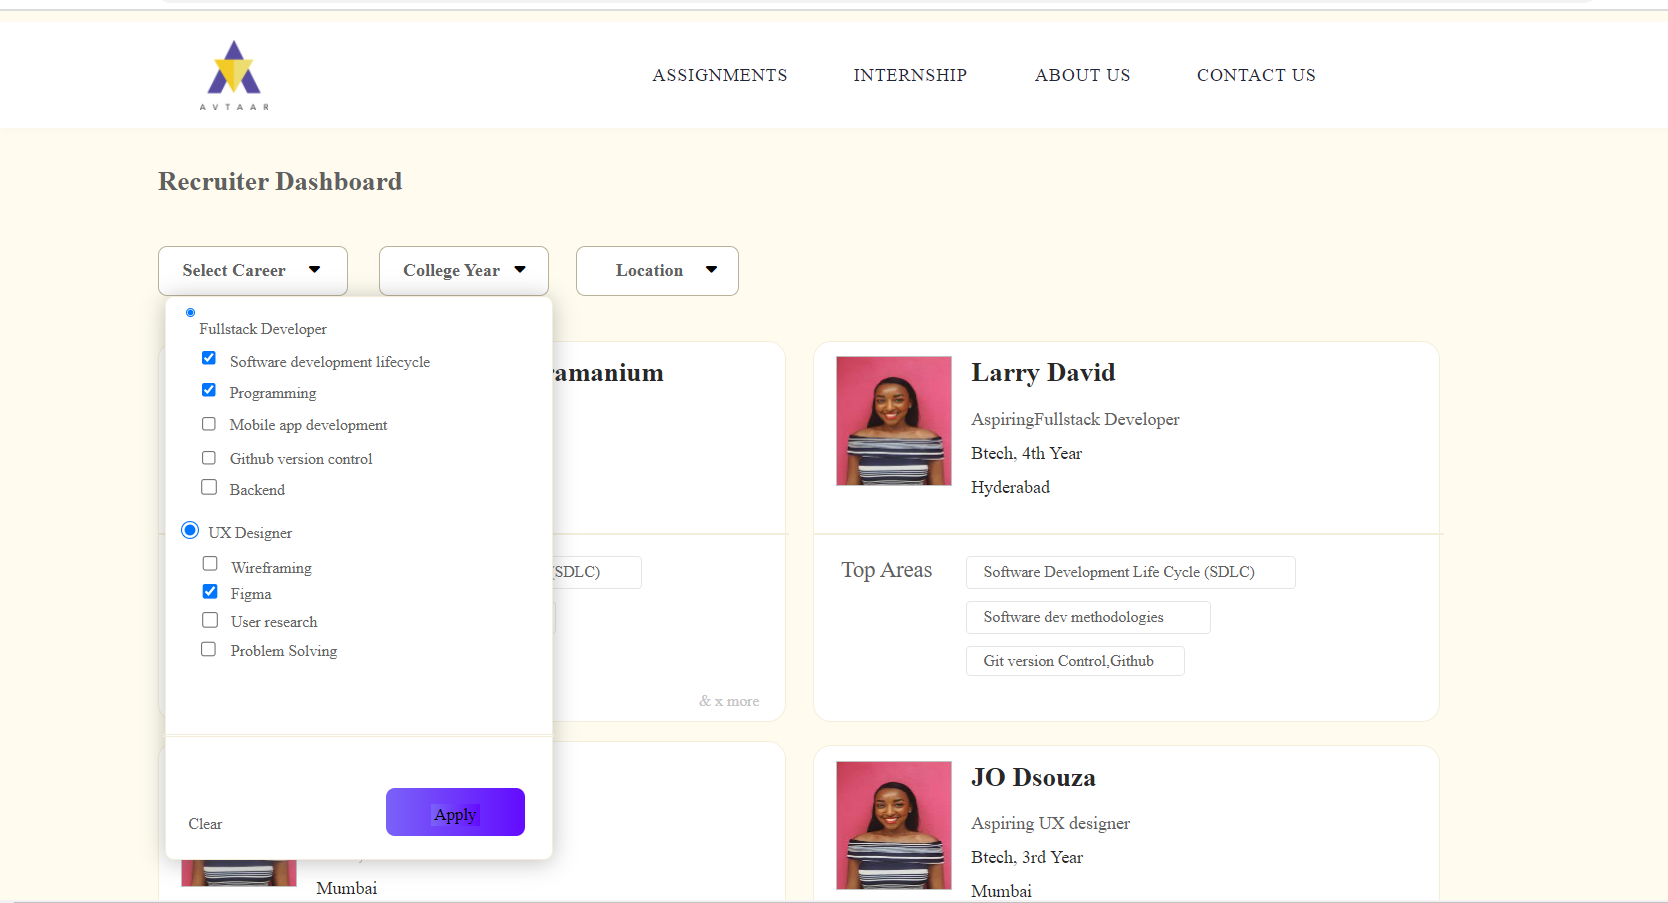 AVTAAR
ASSIGNMENTS INTERNSHIP ABOUT US CONTACT US
Recruiter Dashboard
Select Career College Year Location
Fullstack Developer
Software development lifecycle
Programming
Mobile app development
Github version control
Backend
UX Designer
Wireframing
Figma
User research
Problem Solving
Clear
Apply
ramanium
(SDLC)
& x more
Larry David
AspiringFullstack Developer
Btech, 4th Year
Hyderabad
Top Areas
Software Development Life Cycle (SDLC)
Software dev methodologies
Git version Control,Github
Mumbai
JO Dsouza
Aspiring UX designer
Btech, 3rd Year
Mumbai